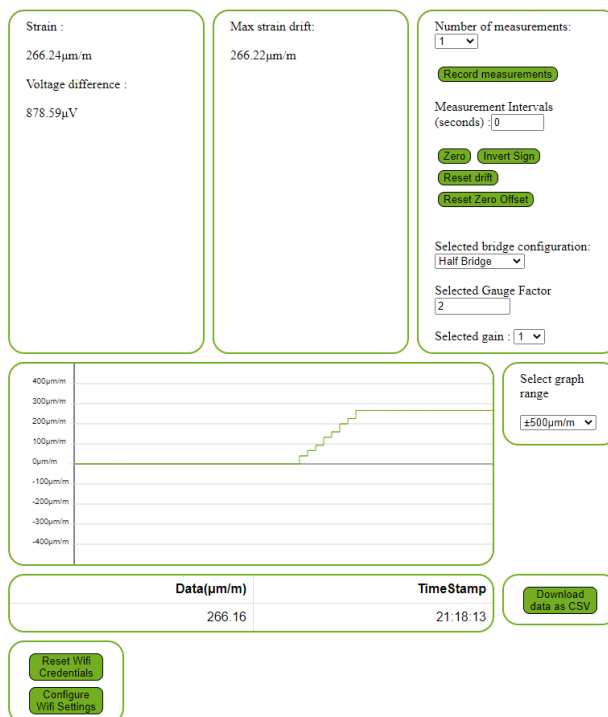 Strain :
266.24µm/m
Voltage difference :
878.59µV
Max strain drift:
266.22µm/m
Number of measurements:
1
Record measurements
Measurement Intervals
(seconds) : 0
Zero Invert Sign
Reset drift
Reset Zero Offset
Selected bridge configuration:
Half Bridge
Selected Gauge Factor
2
Selected gain : 1
400µm/m
300µm/m
200µm/m
100µm/m
0µm/m
-100µm/m
-200µm/m
-300µm/m
-400µm/m
Select graph
range
±500µm/m
Data(µm/m) TimeStamp
266.16 21:18:13
Download
data as CSV
Reset Wifi
Credentials
Configure
Wifi Settings